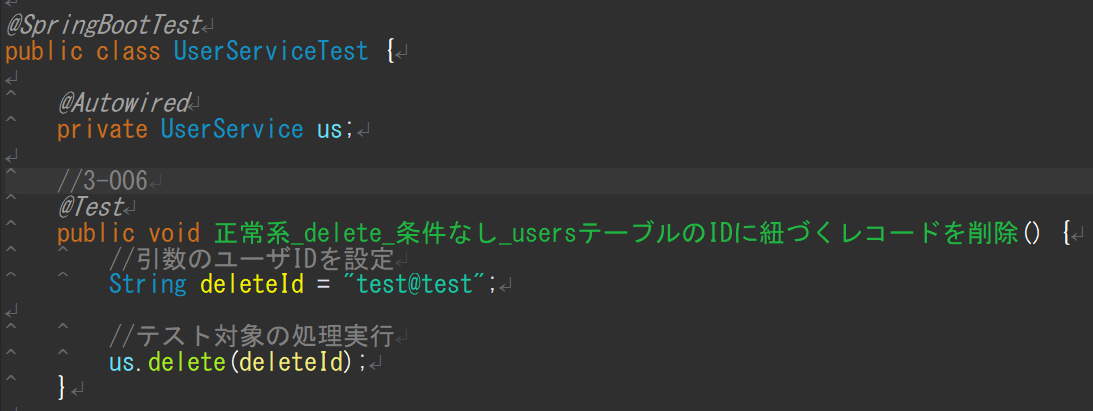 @SpringBootTest↵
public class UserServiceTest {↵
↵
^ @Autowired↵
^ private UserService us;↵
↵
^ //3-006↵
^ @Test↵
^ public void 正常系_delete_条件なし_usersテーブルのIDに紐づくレコードを削除() {↵
^ ^ //引数のユーザIDを設定↵
^ ^ String deleteId = "test@test";↵
↵
^ ^ //テスト対象の処理実行↵
^ ^ us.delete(deleteId);↵
^ }↵